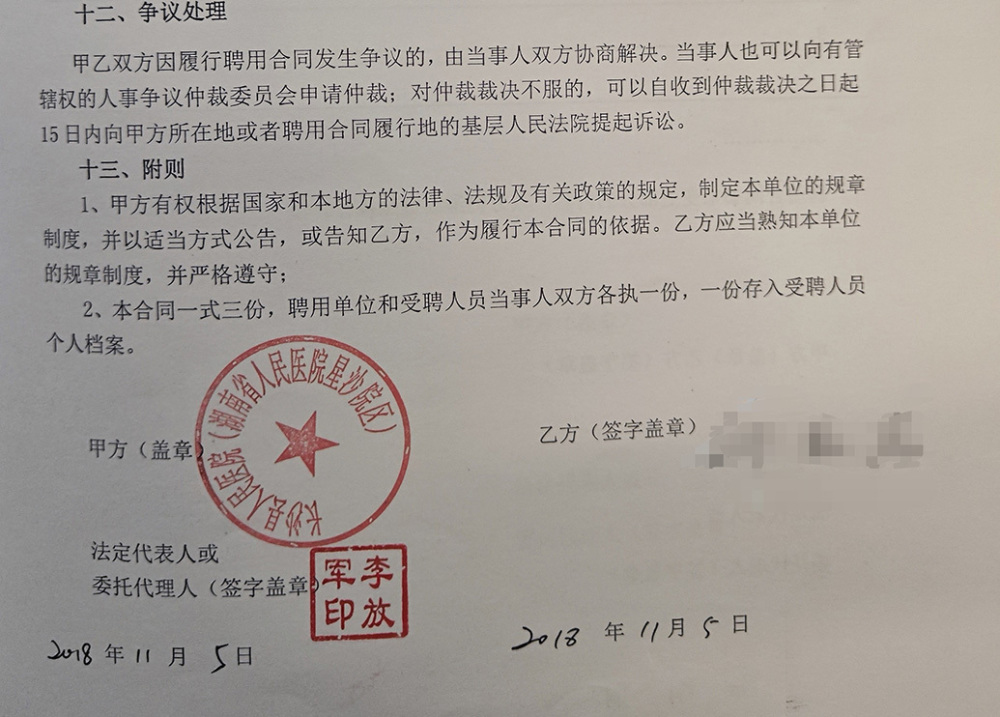 十二、争议处理
甲乙双方因履行聘用合同发生争议的，由当事人双方协商解决。当事人也可以向有管
辖权的人事争议仲裁委员会申请仲裁；对仲裁裁决不服的，可以自收到仲裁裁决之日起
15日内向甲方所在地或者聘用合同履行地的基层人民法院提起诉讼。
十三、附则
1、甲方有权根据国家和本地方的法律、法规及有关政策的规定，制定本单位的规章
制度，并以适当方式公告，或告知乙方，作为履行本合同的依据。乙方应当熟知本单位
的规章制度，并严格遵守；
2、本合同一式三份，聘用单位和受聘人员当事人双方各执一份，一份存入受聘人员
个人档案。
长沙县人民医院（湖南省人民医院星沙院区）
甲方（盖章）
乙方（签字盖章）
法定代表人或
委托代理人（签字盖章）
李放
军印
2018年11月5日
2018年11月5日